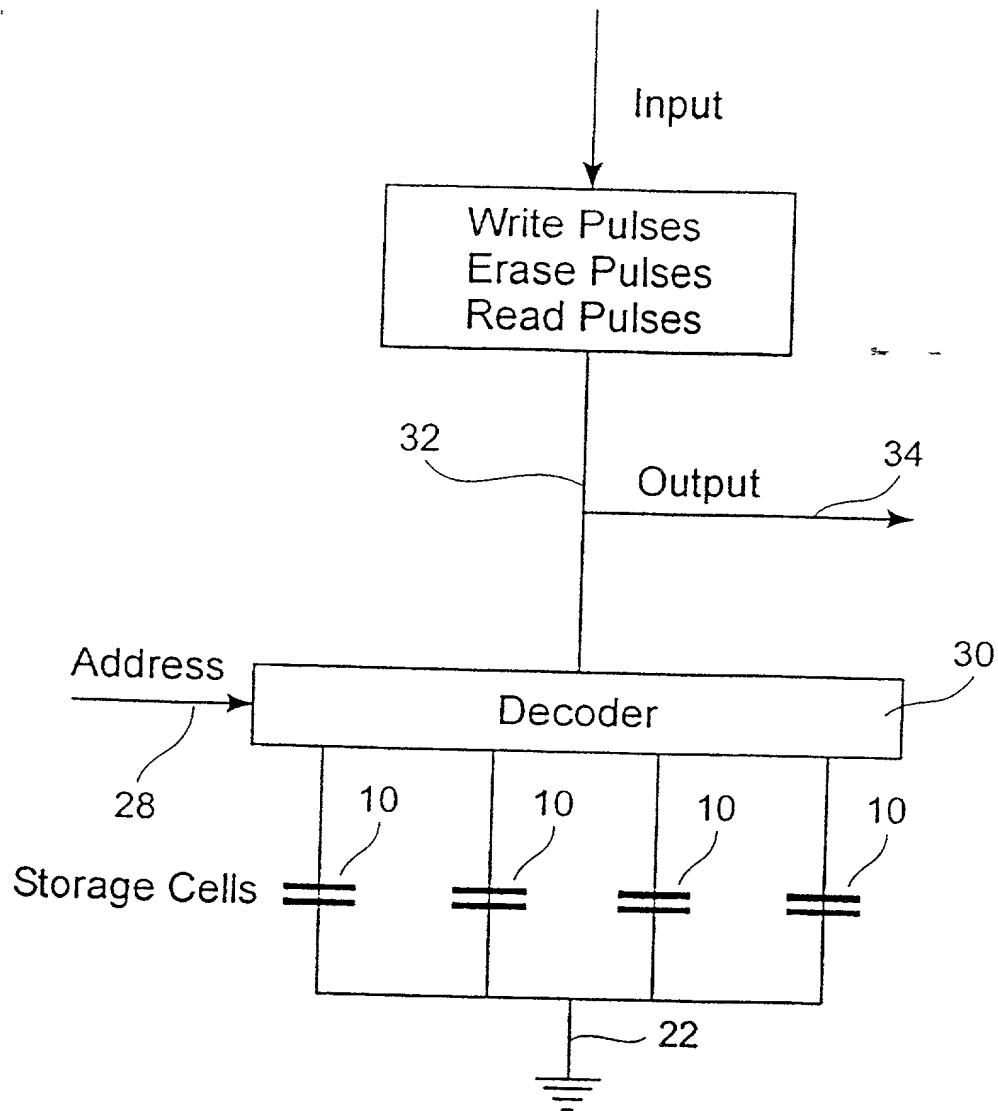 Input
Write Pulses
Erase Pulses
Read Pulses
32
Output
34
Address
30
Decoder
28
10
10
10
10
Storage Cells
22